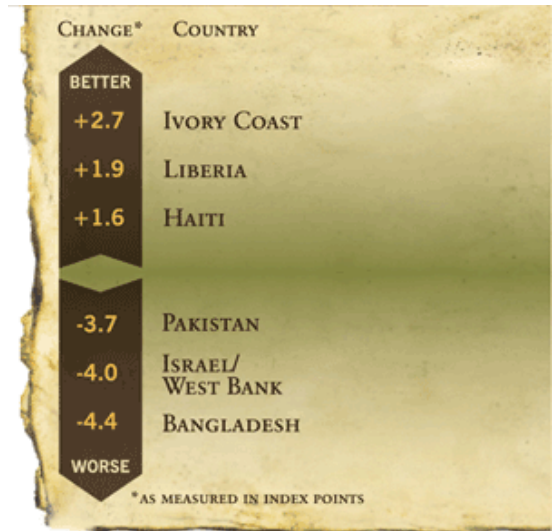 CHANGE* COUNTRY
BETTER
+2.7 IVORY COAST
+1.9 LIBERIA
+1.6 HAITI
-3.7 PAKISTAN
-4.0 ISRAEL/
WEST BANK
-4.4 BANGLADESH
WORSE
*AS MEASURED IN INDEX POINTS